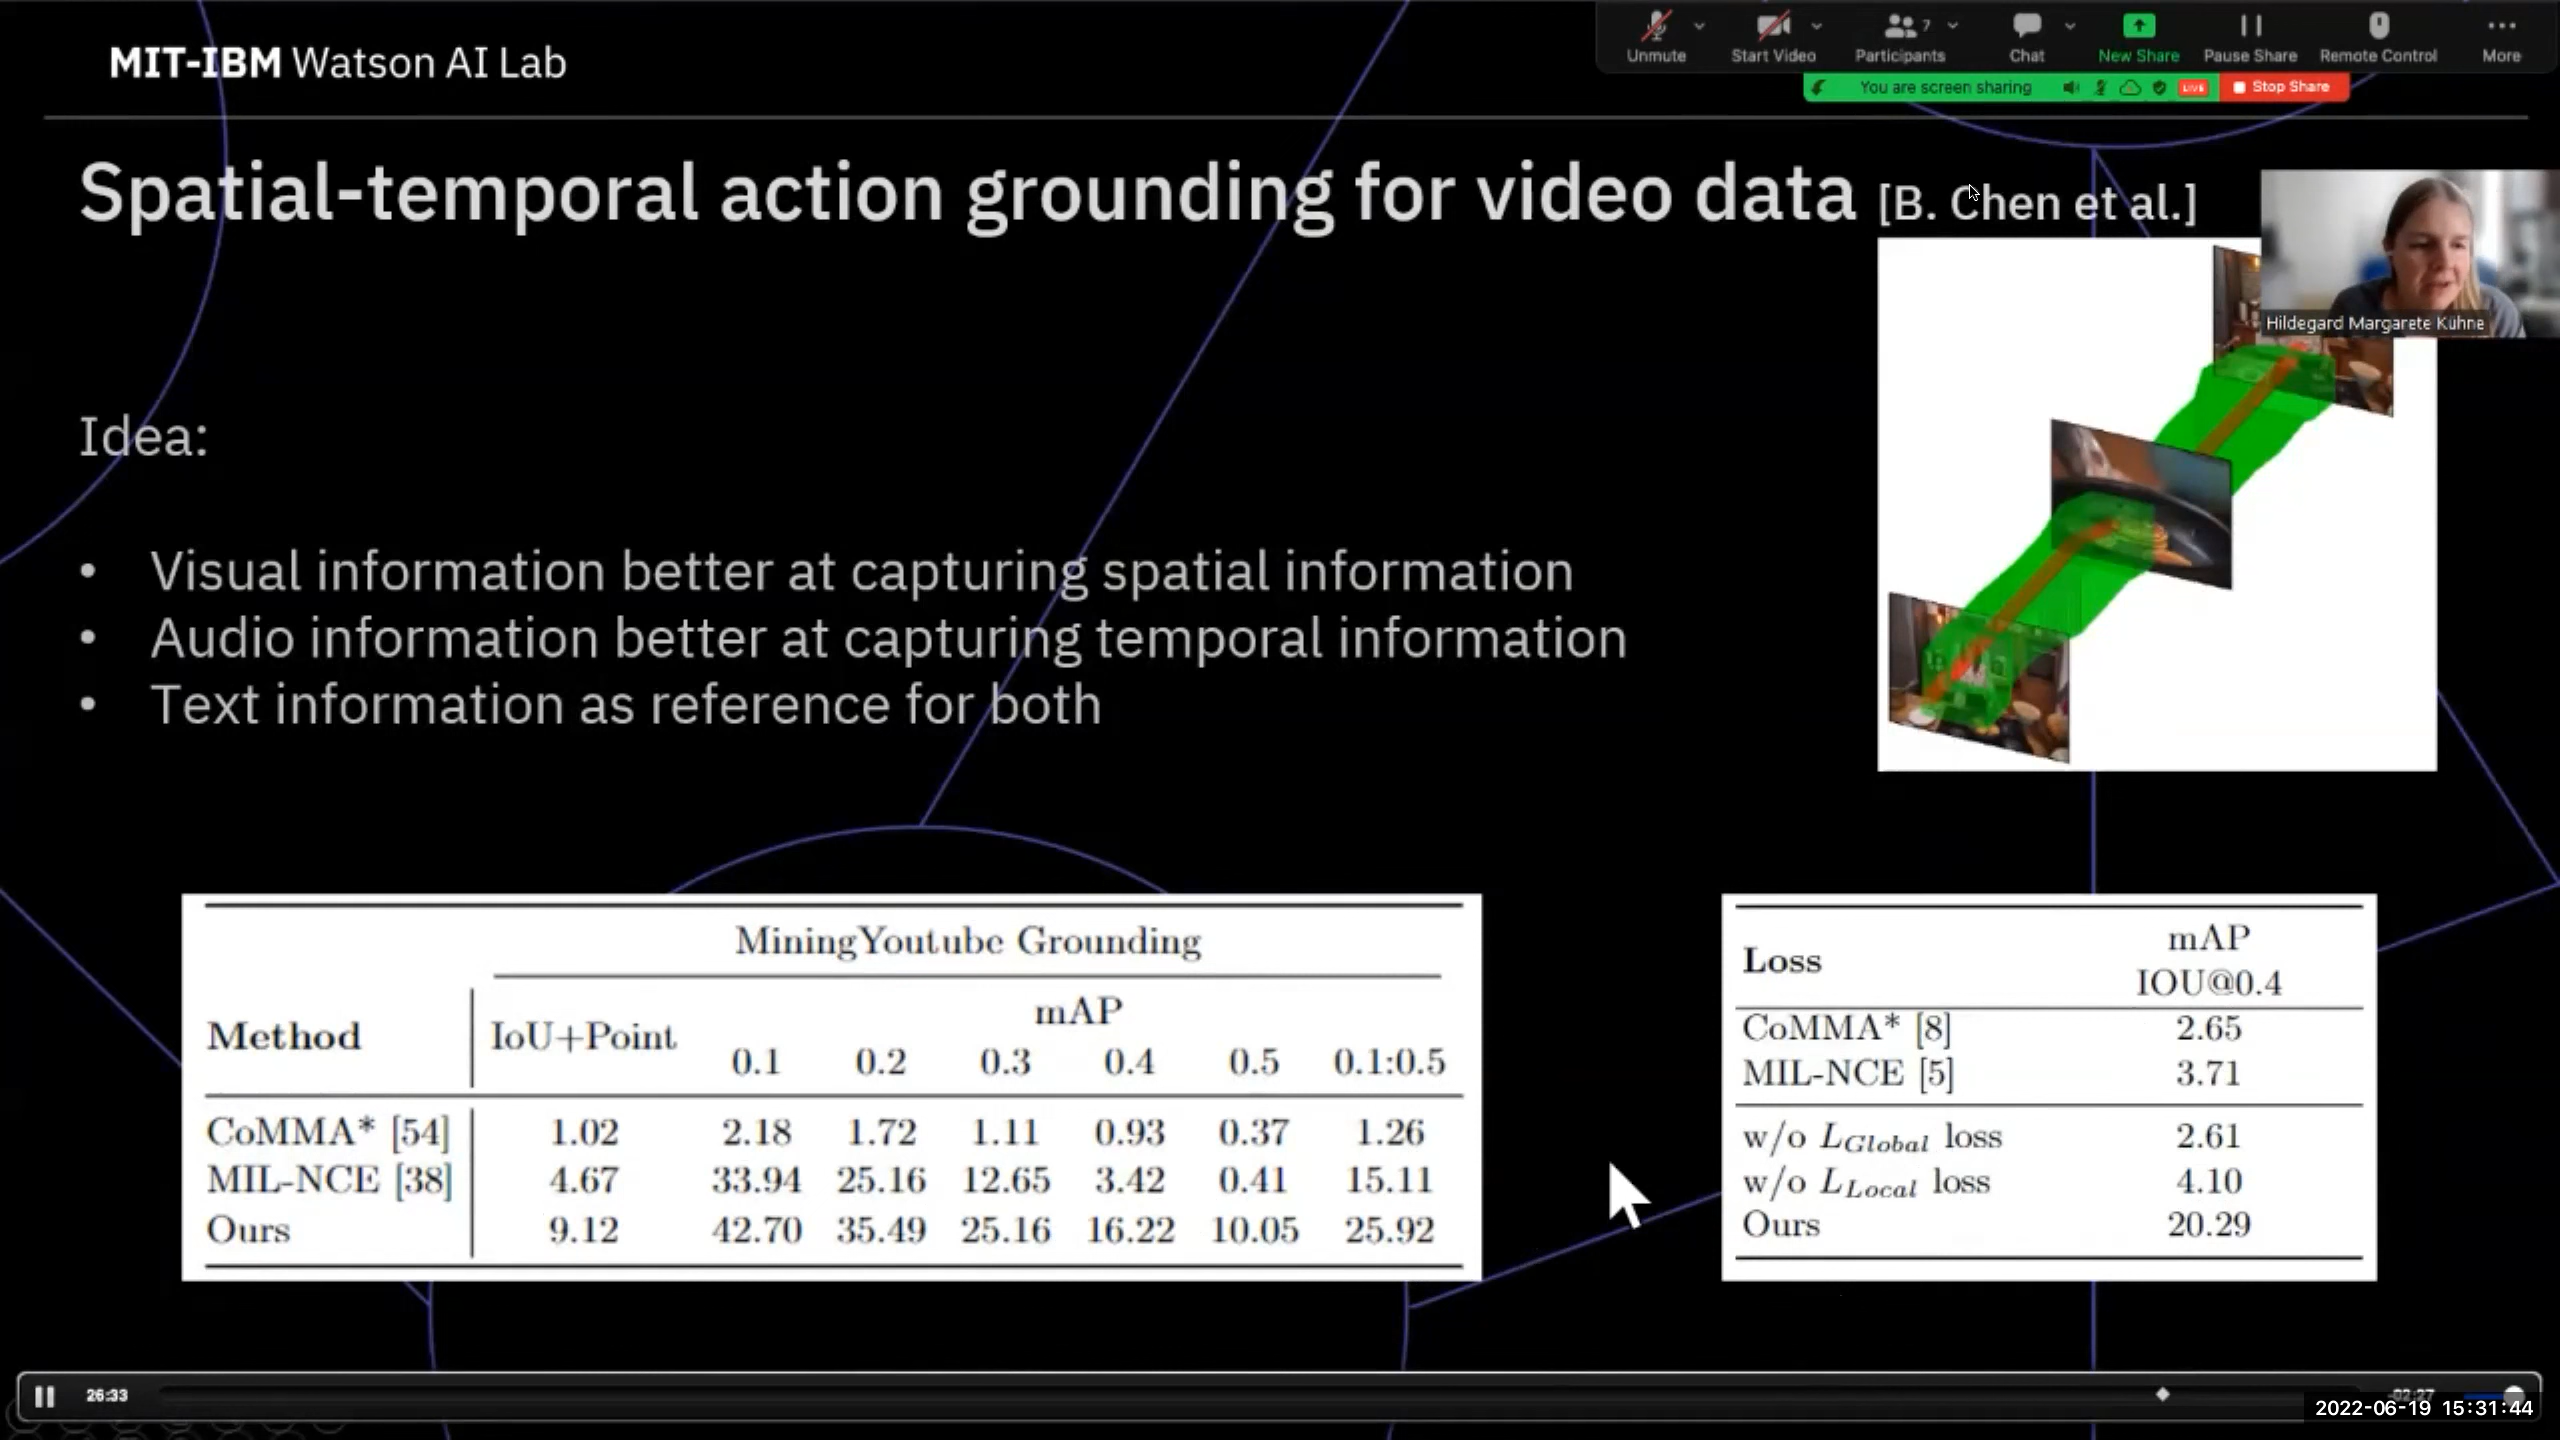 MIT-IBM Watson AI Lab
Unmute
Start Video
Participants 7
Chat
New Share
Pause Share
Remote Control
More
You are screen sharing
LIVE
Stop Share
Spatial-temporal action grounding for video data [B. Chen et al.]
Hildegard Margarete Kühne
Idea:
• Visual information better at capturing spatial information
• Audio information better at capturing temporal information
• Text information as reference for both
MiningYoutube Grounding
Method IoU+Point mAP
0.1 0.2 0.3 0.4 0.5 0.1:0.5
CoMMA* [54] 1.02 2.18 1.72 1.11 0.93 0.37 1.26
MIL-NCE [38] 4.67 33.94 25.16 12.65 3.42 0.41 15.11
Ours 9.12 42.70 35.49 25.16 16.22 10.05 25.92
Loss mAP
IOU@0.4
CoMMA* [8] 2.65
MIL-NCE [5] 3.71
w/o LGlobal loss 2.61
w/o LLocal loss 4.10
Ours 20.29
26:33
-02:27
2022-06-19 15:31:44